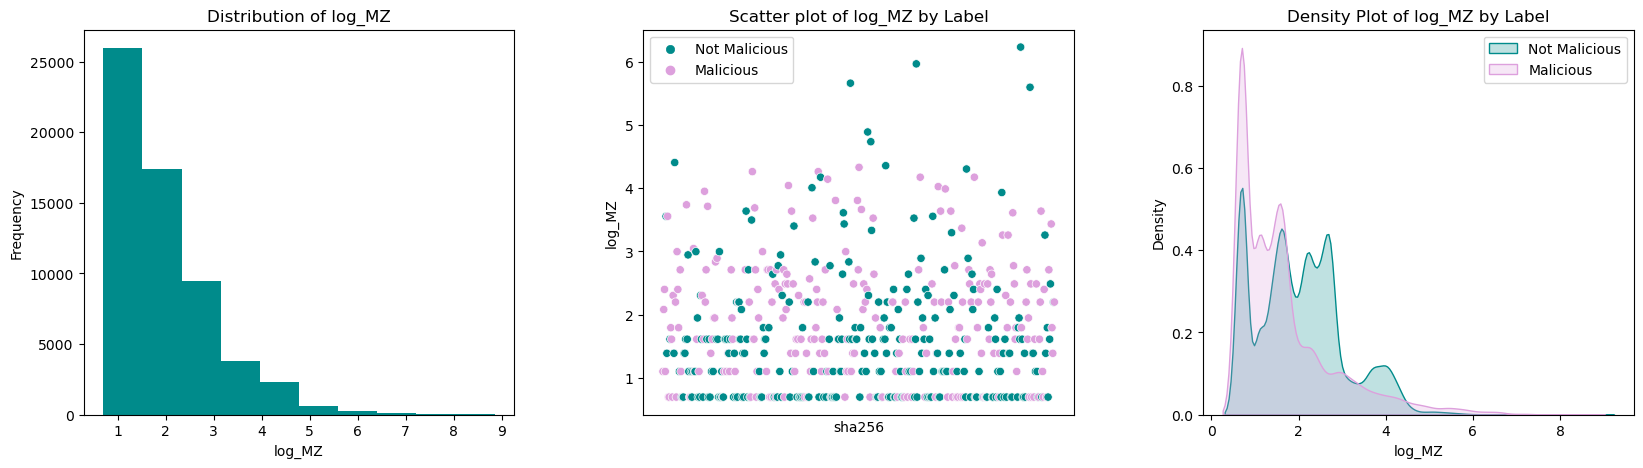 Distribution of log_MZ
Frequency
25000
20000
15000
10000
5000
0
1 2 3 4 5 6 7 8 9
log_MZ
Scatter plot of log_MZ by Label
Not Malicious
Malicious
log_MZ
6
5
4
3
2
1
sha256
Density Plot of log_MZ by Label
Not Malicious
Malicious
Density
0.8
0.6
0.4
0.2
0.0
0 2 4 6 8
log_MZ